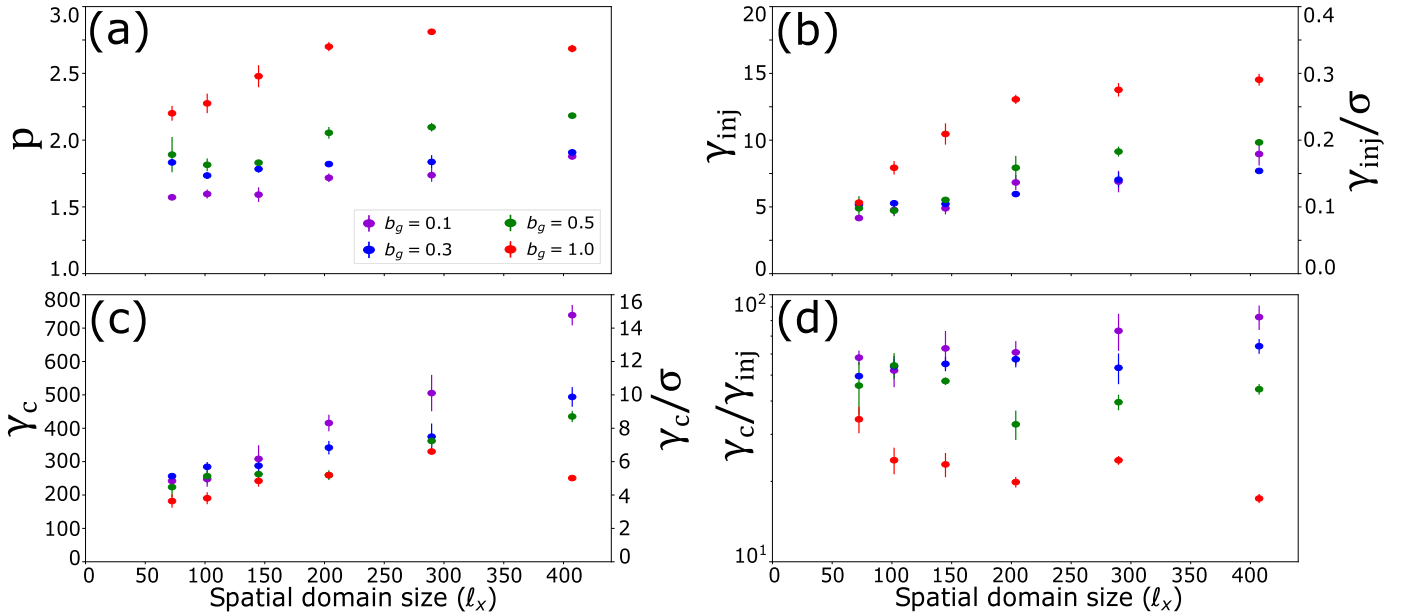 (a)
p
3.0
2.5
2.0
1.5
1.0
b_g = 0.1
b_g = 0.3
b_g = 0.5
b_g = 1.0
(b)
γ_inj
20
15
10
5
0
0.4
0.3
0.2
0.1
0.0
γ_inj/σ
(c)
γ_c
800
700
600
500
400
300
200
100
0
16
14
12
10
8
6
4
2
0
γ_c/σ
0 50 100 150 200 250 300 350 400
Spatial domain size (ℓ_x)
(d)
γ_c/γ_inj
10²
10¹
0 50 100 150 200 250 300 350 400
Spatial domain size (ℓ_x)